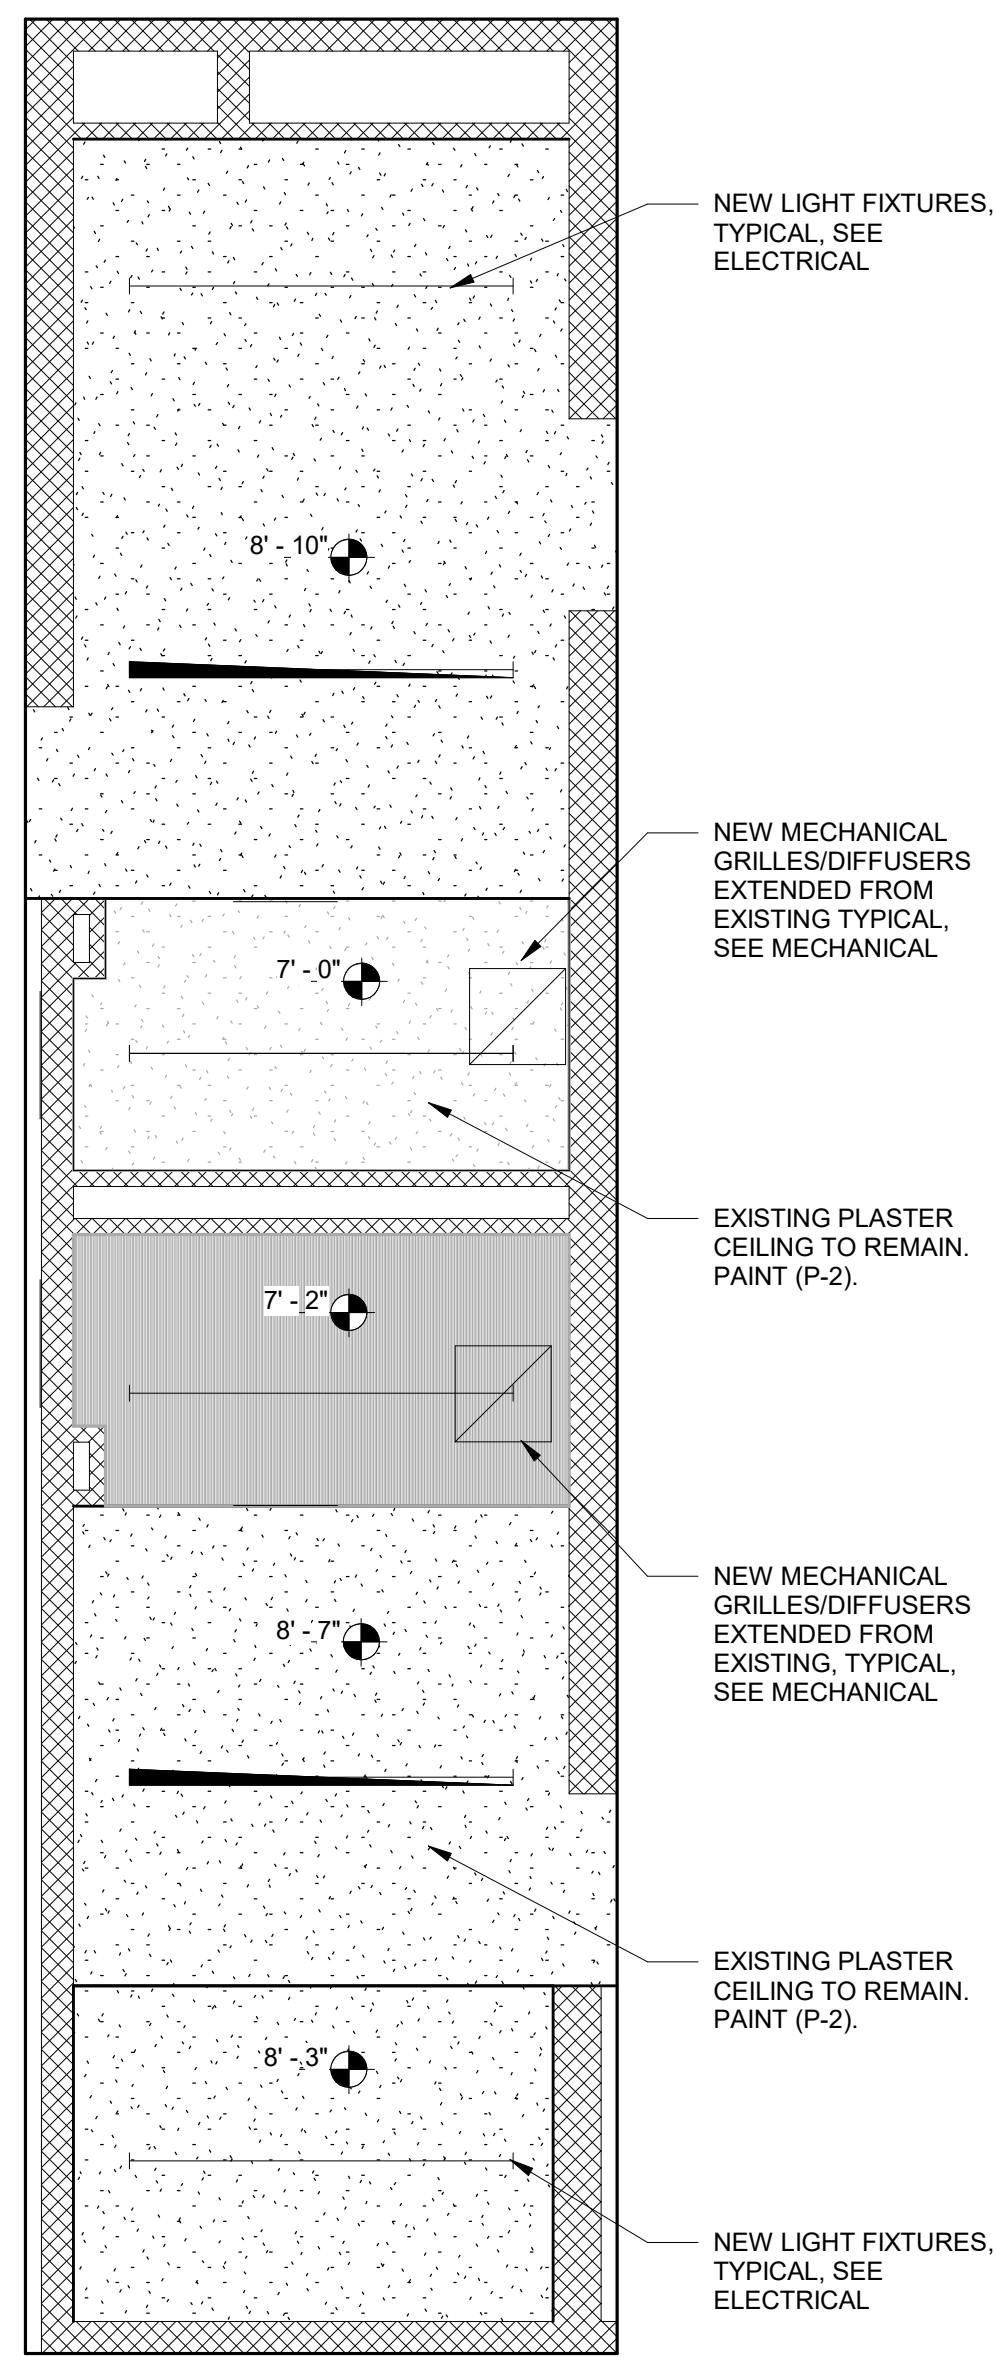 NEW LIGHT FIXTURES,
TYPICAL, SEE
ELECTRICAL
8' - 10"
NEW MECHANICAL
GRILLES/DIFFUSERS
EXTENDED FROM
EXISTING TYPICAL,
SEE MECHANICAL
7' - 0"
EXISTING PLASTER
CEILING TO REMAIN.
PAINT (P-2).
7' - 2"
NEW MECHANICAL
GRILLES/DIFFUSERS
EXTENDED FROM
EXISTING, TYPICAL,
SEE MECHANICAL
8' - 7"
EXISTING PLASTER
CEILING TO REMAIN.
PAINT (P-2).
8' - 3"
NEW LIGHT FIXTURES,
TYPICAL, SEE
ELECTRICAL